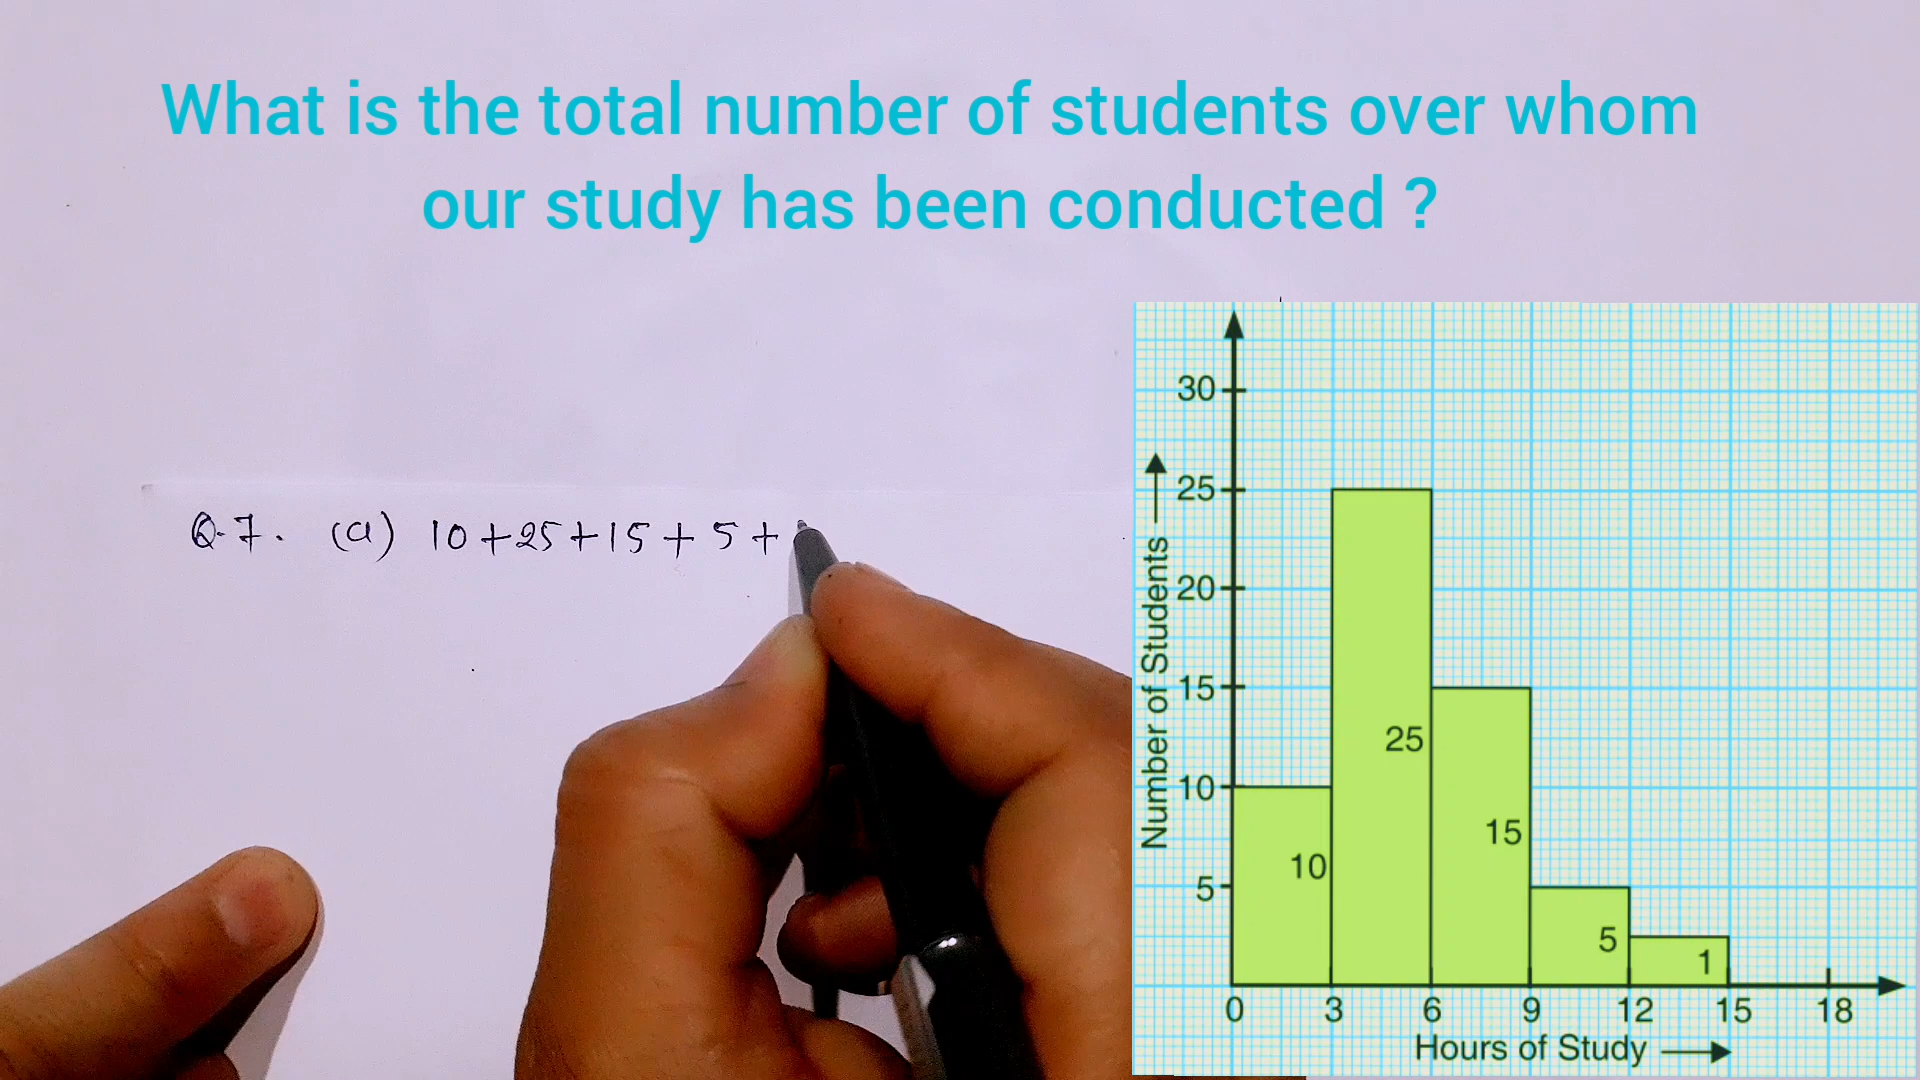 What is the total number of students over whom
our study has been conducted ?
Q.7. (a) 10+25+15+5+
30
25
20
15
10
5
Number of Students
10
25
15
5
1
0 3 6 9 12 15 18
Hours of Study